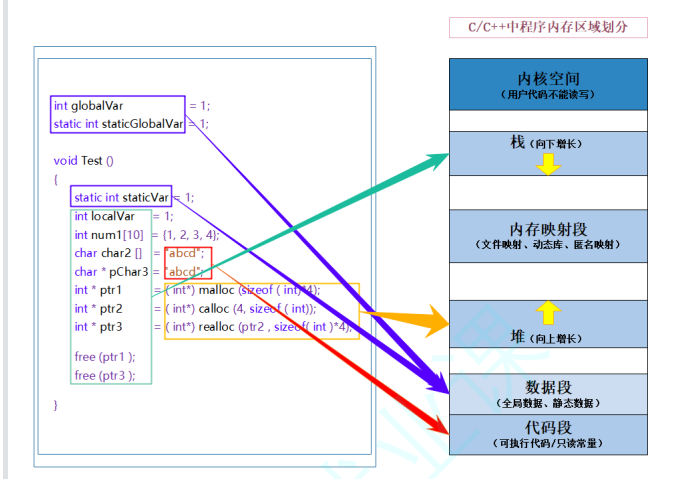 C/C++中程序内存区域划分
int globalVar = 1;
static int staticGlobalVar = 1;
void Test ()
{
static int staticVar = 1;
int localVar = 1;
int num1[10] = {1, 2, 3, 4};
char char2 [] = "abcd";
char * pChar3 = "abcd";
int * ptr1 = ( int*) malloc (sizeof ( int)*4);
int * ptr2 = ( int*) calloc (4, sizeof ( int));
int * ptr3 = ( int*) realloc (ptr2 , sizeof( int )*4);
free (ptr1 );
free (ptr3 );
}
内核空间
(用户代码不能读写)
栈 (向下增长)
内存映射段
(文件映射、动态库、匿名映射)
堆 (向上增长)
数据段
(全局数据、静态数据)
代码段
(可执行代码/只读常量)